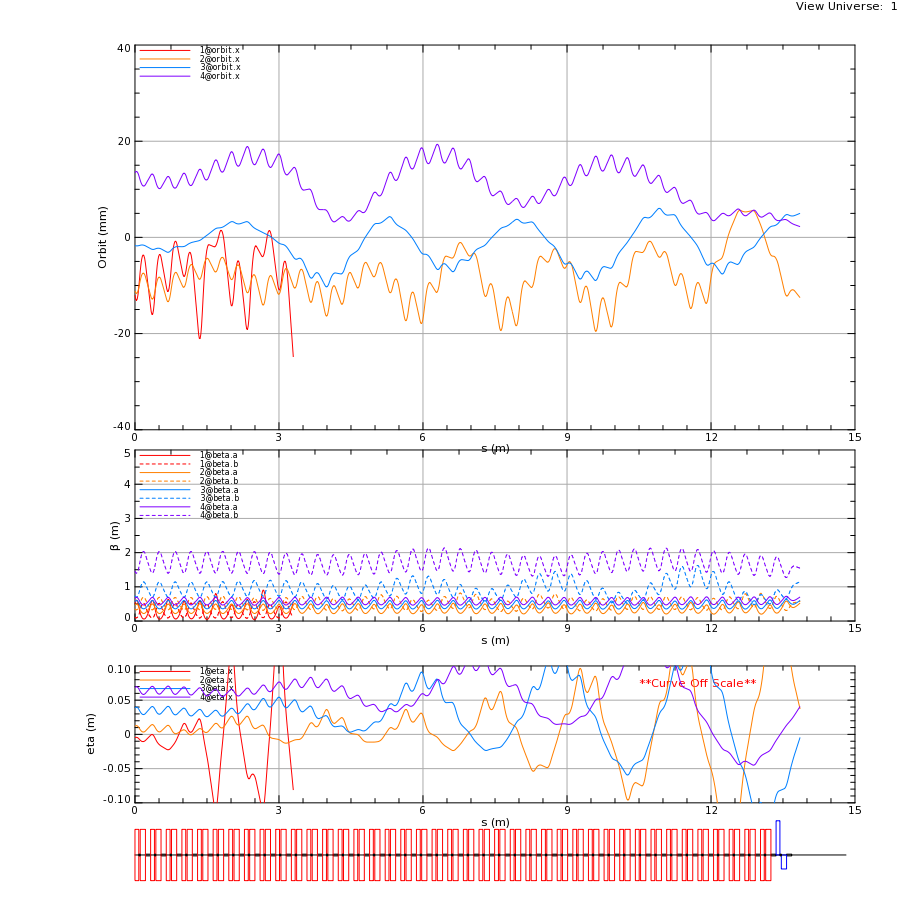 View Universe: 1
40
20
0
-20
-40
Orbit (mm)
1@orbit.x
2@orbit.x
3@orbit.x
4@orbit.x
0 3 6 9 12 15
s (m)
5
4
3
2
1
0
β (m)
1@beta.a
1@beta.b
2@beta.a
2@beta.b
3@beta.a
3@beta.b
4@beta.a
4@beta.b
0 3 6 9 12 15
s (m)
0.10
0.05
0
-0.05
-0.10
eta (m)
1@eta.x
2@eta.x
3@eta.x
4@eta.x
**Curve Off Scale**
0 3 6 9 12 15
s (m)